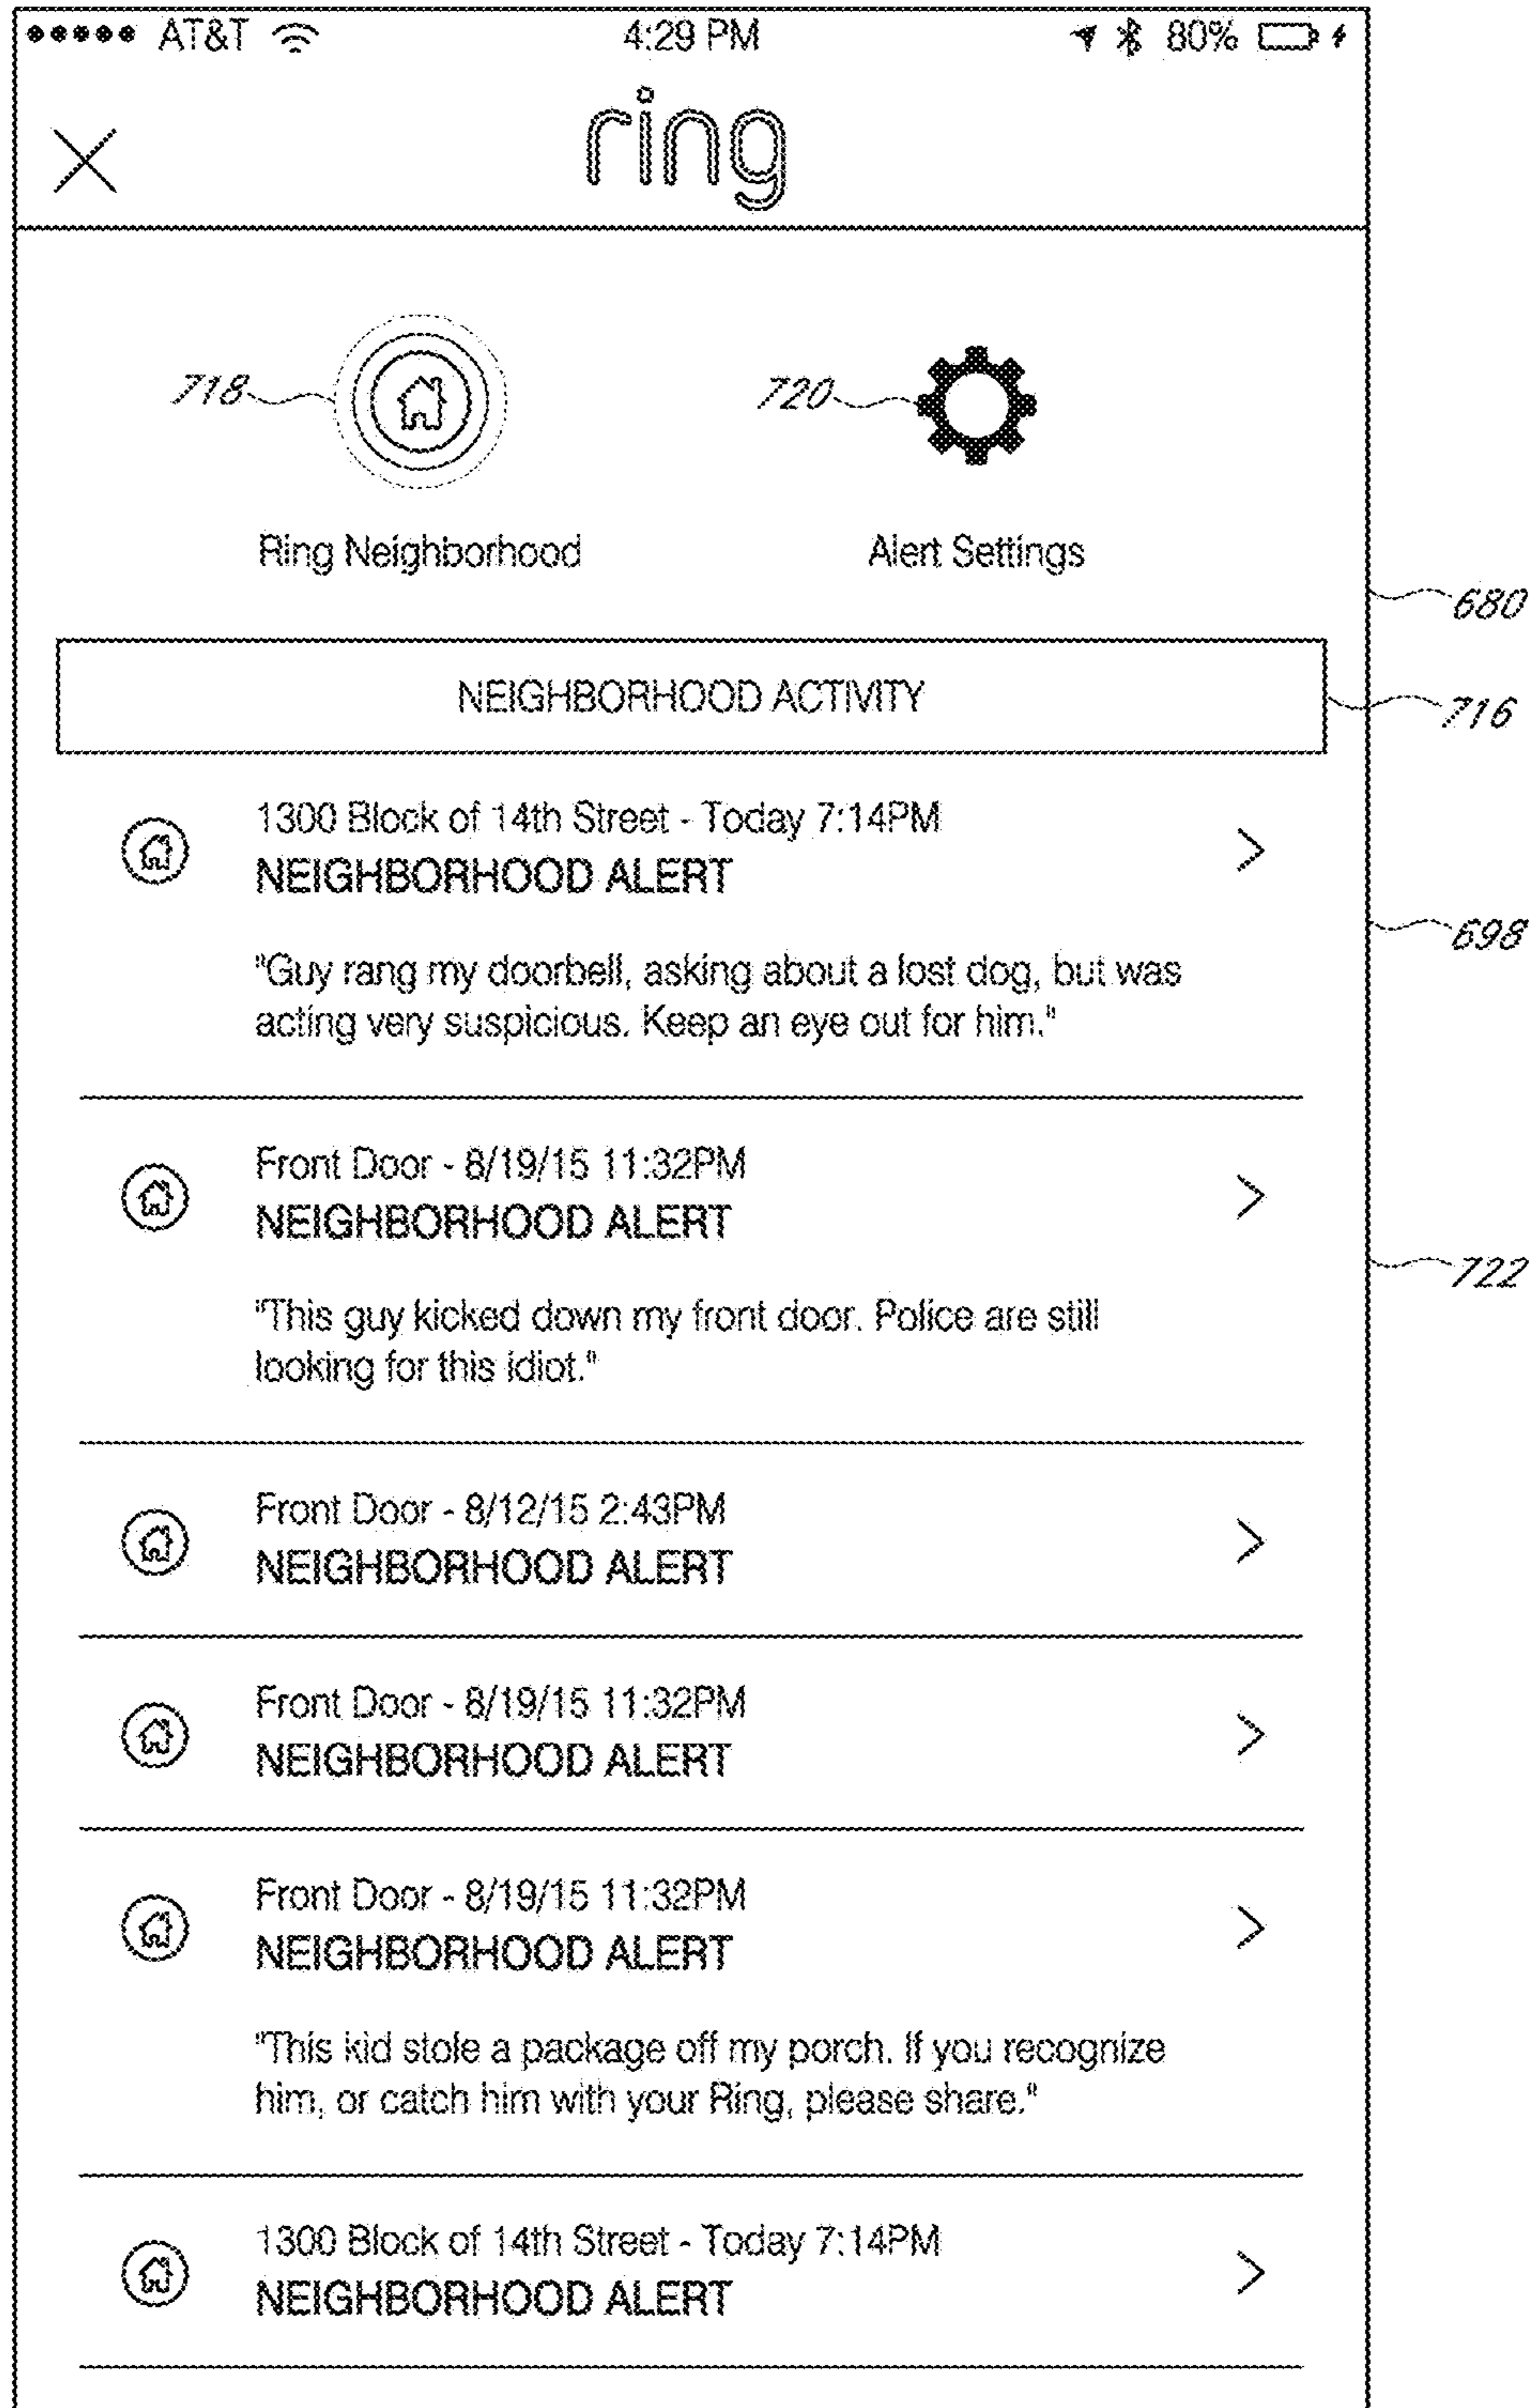 AT&T 4:29 PM 80%
ring
718 720
Ring Neighborhood Alert Settings
680
NEIGHBORHOOD ACTIVITY
716
1300 Block of 14th Street - Today 7:14PM
NEIGHBORHOOD ALERT
698
"Guy rang my doorbell, asking about a lost dog, but was
acting very suspicious. Keep an eye out for him."
Front Door - 8/19/15 11:32PM
NEIGHBORHOOD ALERT
722
"This guy kicked down my front door. Police are still
looking for this idiot."
Front Door - 8/12/15 2:43PM
NEIGHBORHOOD ALERT
Front Door - 8/19/15 11:32PM
NEIGHBORHOOD ALERT
Front Door - 8/19/15 11:32PM
NEIGHBORHOOD ALERT
"This kid stole a package off my porch. If you recognize
him, or catch him with your Ring, please share."
1300 Block of 14th Street - Today 7:14PM
NEIGHBORHOOD ALERT